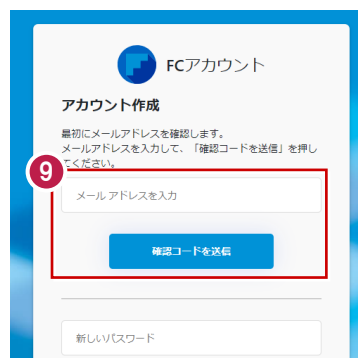 FCアカウント
アカウント作成
最初にメールアドレスを確認します。
メールアドレスを入力して、「確認コードを送信」を押し
てください。
9
メール アドレスを入力
確認コードを送信
新しいパスワード